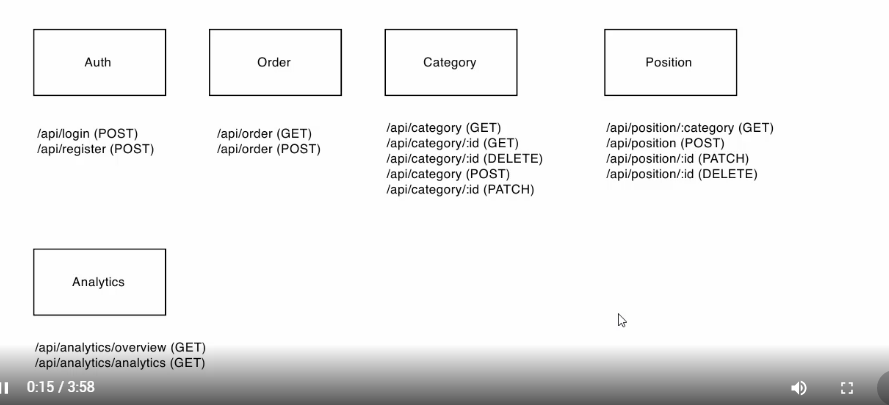 Auth
/api/login (POST)
/api/register (POST)
Order
/api/order (GET)
/api/order (POST)
Category
/api/category (GET)
/api/category/:id (GET)
/api/category/:id (DELETE)
/api/category (POST)
/api/category/:id (PATCH)
Position
/api/position/:category (GET)
/api/position (POST)
/api/position/:id (PATCH)
/api/position/:id (DELETE)
Analytics
/api/analytics/overview (GET)
/api/analytics/analytics (GET)
0:15 / 3:58